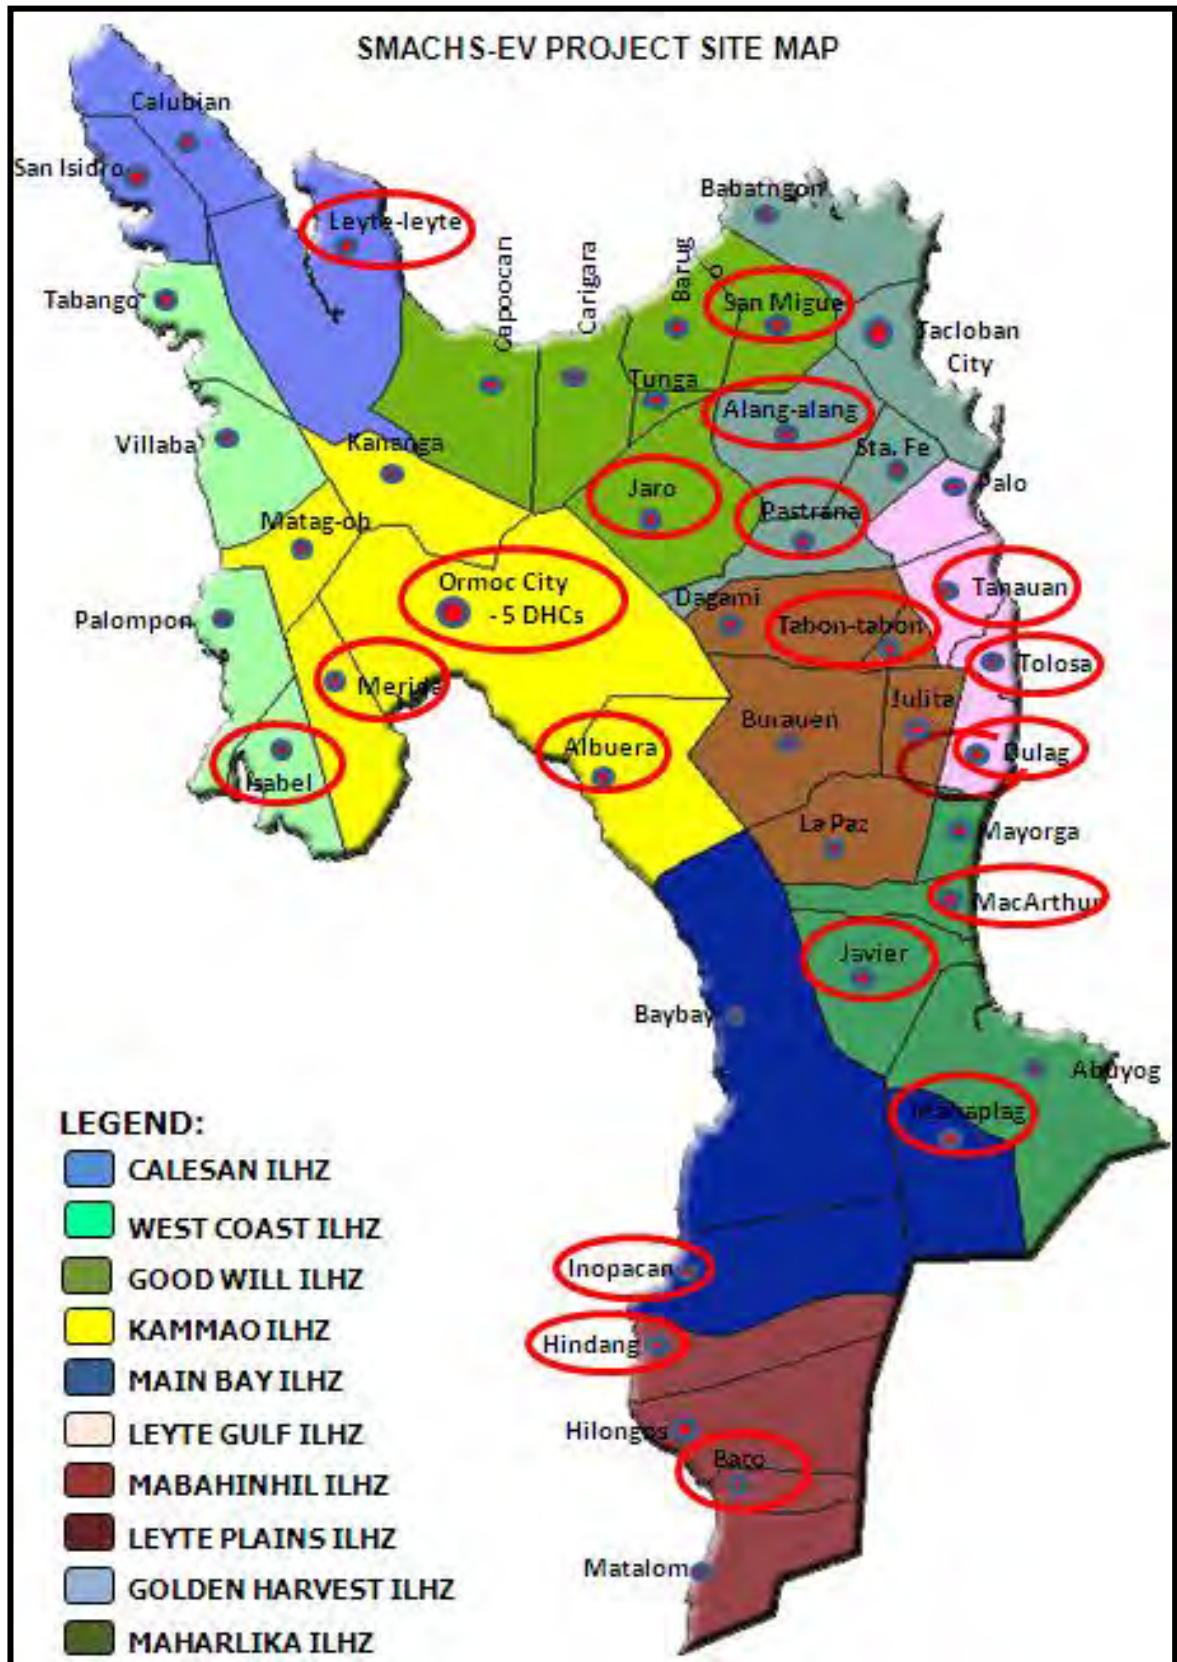 SMACHS-EV PROJECT SITE MAP
Calubian
San Isidro
Leyte-leyte
Babatngon
Tabango
Capoocan
Carigara
Barug
o
San Migue
Tacloban
City
Tunga
Alang-alang
Villaba
Kananga
Sta. Fe
Jaro
Palo
Pastrana
Matag-ob
Ormoc City
- 5 DHCs
Dagami
Tanauan
Palompon
Tabon-tabon
Tolosa
Merida
Julita
Burauen
Albuera
Dulag
Isabel
La Paz
Mayorga
MacArthur
Javier
Baybay
Abuyog
Mahaplag
Inopacan
Hindang
Hilongos
Bato
Matalom
LEGEND:
CALESAN ILHZ
WEST COAST ILHZ
GOOD WILL ILHZ
KAMMAO ILHZ
MAIN BAY ILHZ
LEYTE GULF ILHZ
MABAHINHIL ILHZ
LEYTE PLAINS ILHZ
GOLDEN HARVEST ILHZ
MAHARLIKA ILHZ